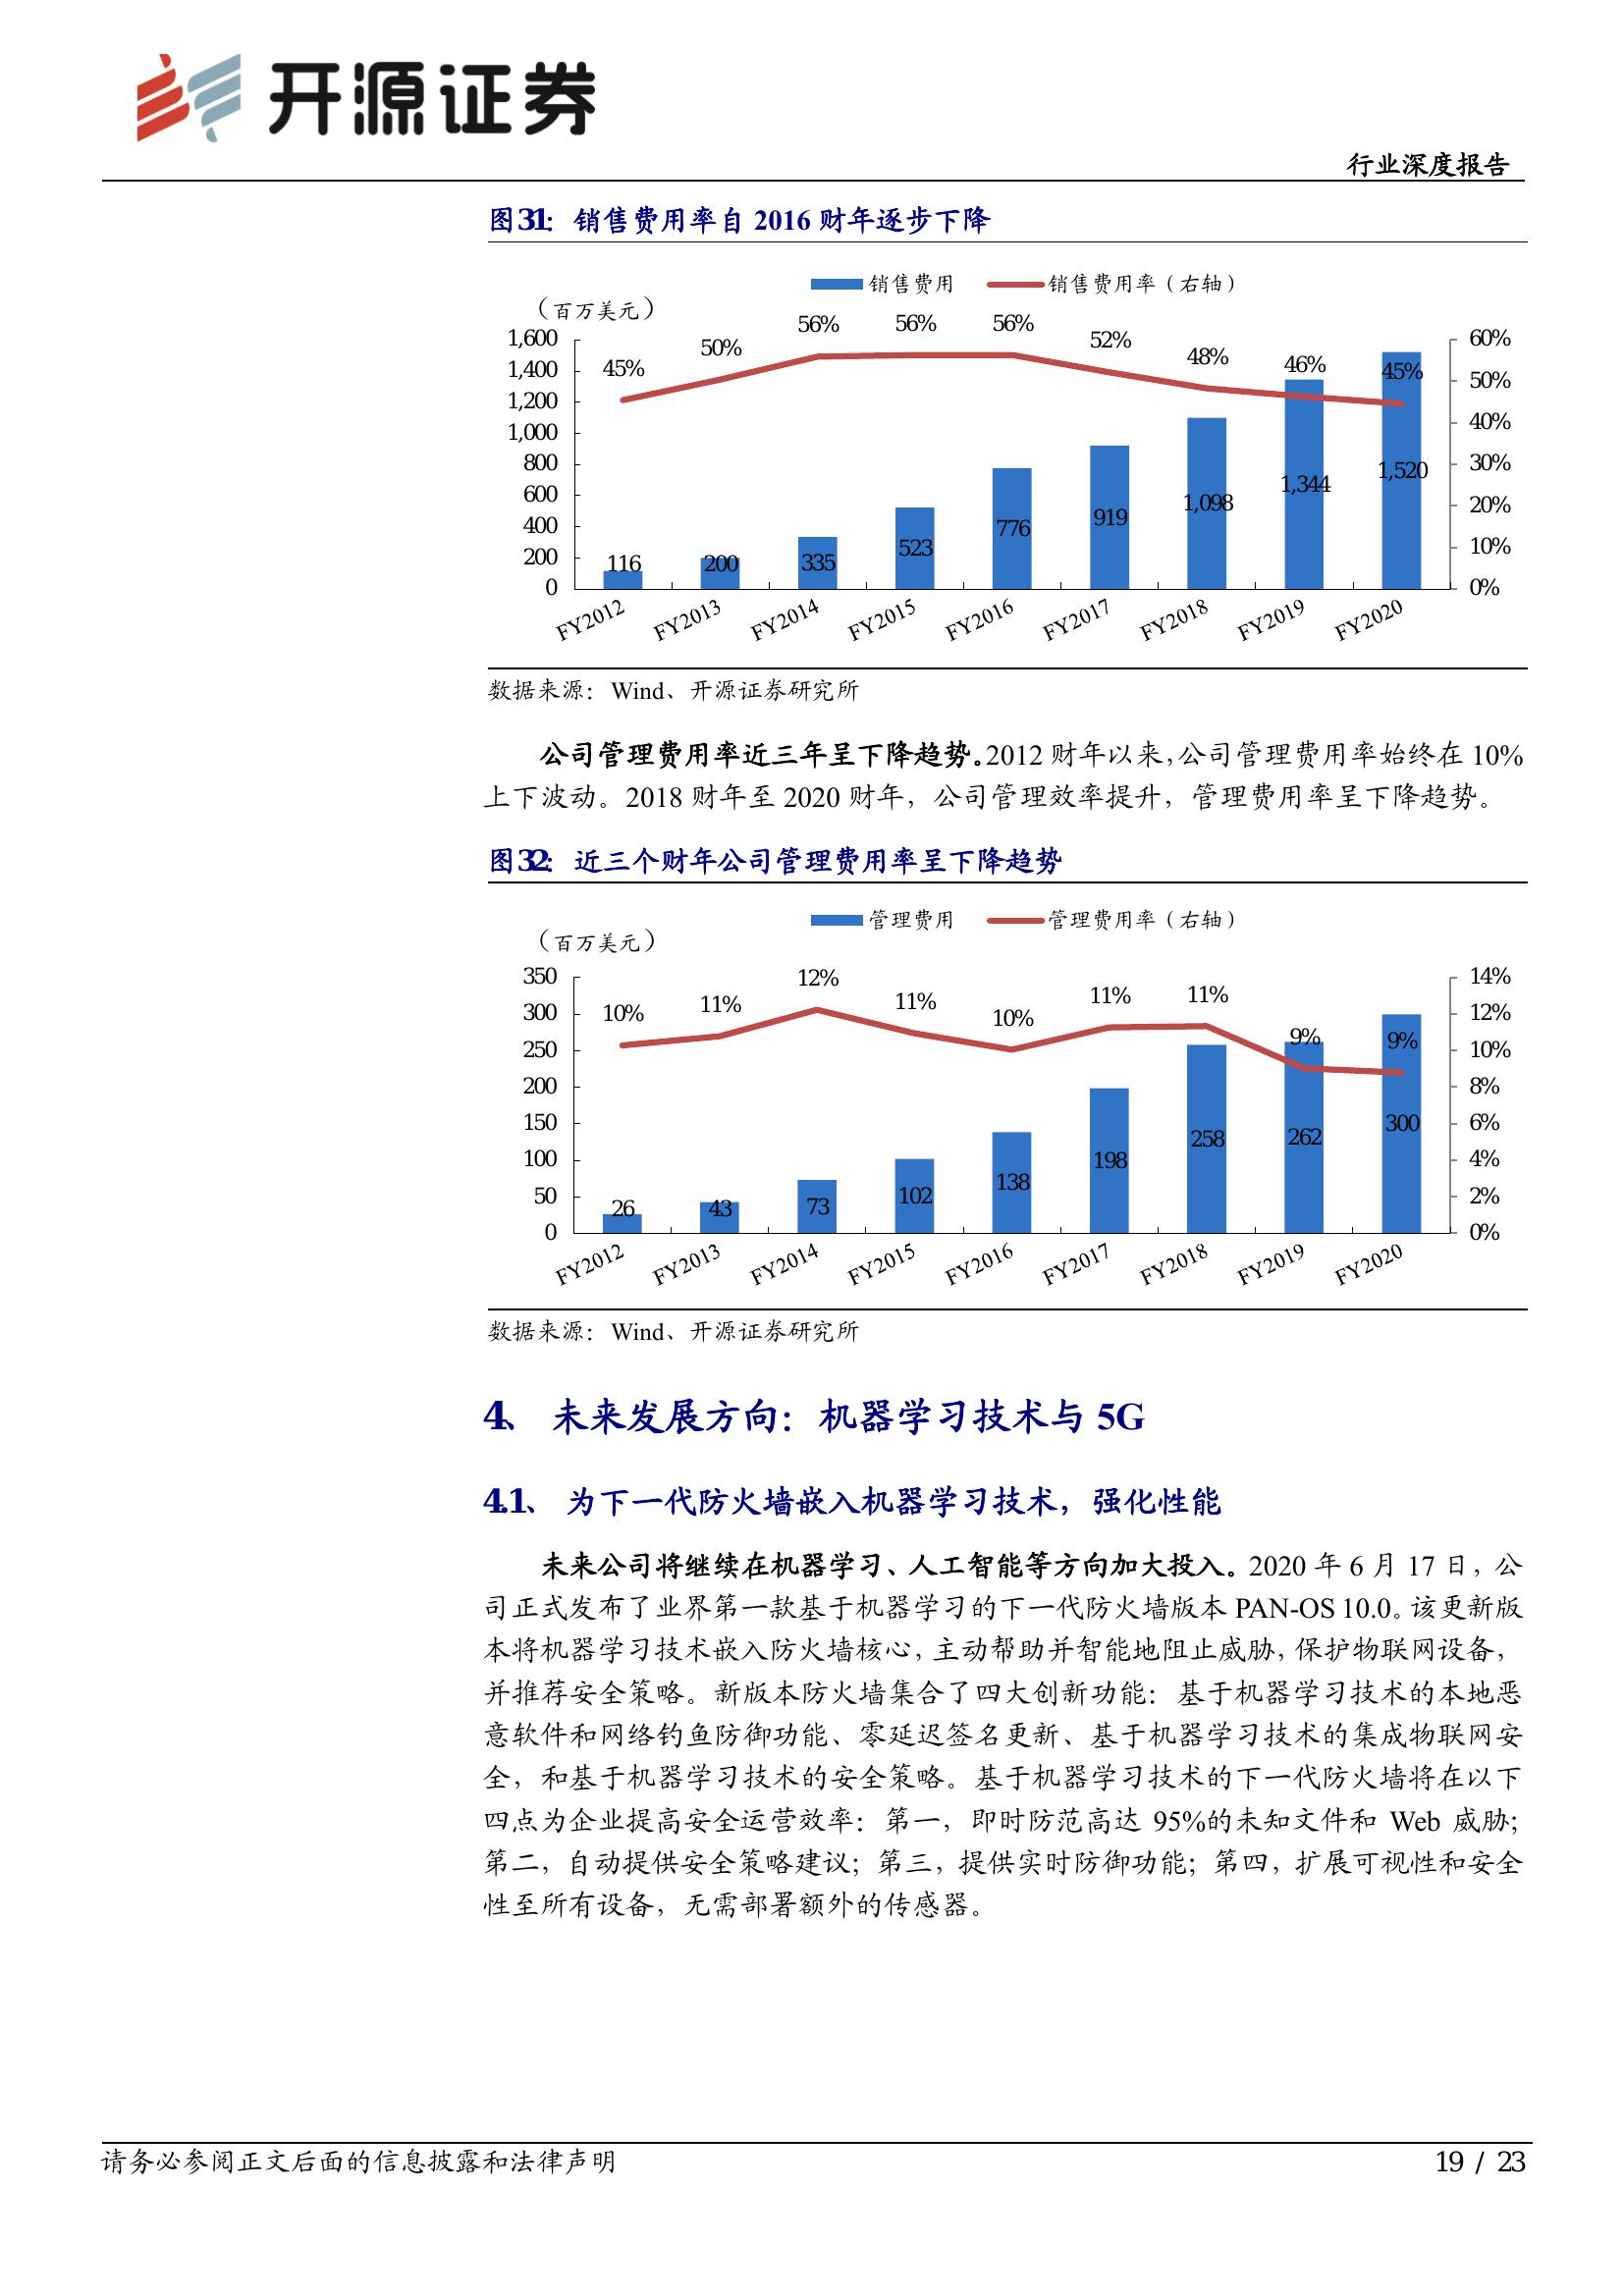 开源证券
行业深度报告
图31：销售费用率自 2016 财年逐步下降
销售费用 销售费用率（右轴）
（百万美元）
1,600
1,400
1,200
1,000
800
600
400
200
0
45% 50% 56% 56% 56% 52% 48% 46% 45%
116 200 335 523 776 919 1,098 1,344 1,520
60%
50%
40%
30%
20%
10%
0%
FY2012 FY2013 FY2014 FY2015 FY2016 FY2017 FY2018 FY2019 FY2020
数据来源：Wind、开源证券研究所
公司管理费用率近三年呈下降趋势。2012 财年以来，公司管理费用率始终在 10%
上下波动。2018 财年至 2020 财年，公司管理效率提升，管理费用率呈下降趋势。
图32：近三个财年公司管理费用率呈下降趋势
管理费用 管理费用率（右轴）
（百万美元）
350
300
250
200
150
100
50
0
10% 11% 12% 11% 10% 11% 11% 9% 9%
26 43 73 102 138 198 258 262 300
14%
12%
10%
8%
6%
4%
2%
0%
FY2012 FY2013 FY2014 FY2015 FY2016 FY2017 FY2018 FY2019 FY2020
数据来源：Wind、开源证券研究所
4、 未来发展方向：机器学习技术与 5G
4.1、 为下一代防火墙嵌入机器学习技术，强化性能
未来公司将继续在机器学习、人工智能等方向加大投入。2020 年 6 月 17 日，公
司正式发布了业界第一款基于机器学习的下一代防火墙版本 PAN-OS 10.0。该更新版
本将机器学习技术嵌入防火墙核心，主动帮助并智能地阻止威胁，保护物联网设备，
并推荐安全策略。新版本防火墙集合了四大创新功能：基于机器学习技术的本地恶
意软件和网络钓鱼防御功能、零延迟签名更新、基于机器学习技术的集成物联网安
全，和基于机器学习技术的安全策略。基于机器学习技术的下一代防火墙将在以下
四点为企业提高安全运营效率：第一，即时防范高达 95%的未知文件和 Web 威胁；
第二，自动提供安全策略建议；第三，提供实时防御功能；第四，扩展可视性和安全
性至所有设备，无需部署额外的传感器。
请务必参阅正文后面的信息披露和法律声明
19 / 23